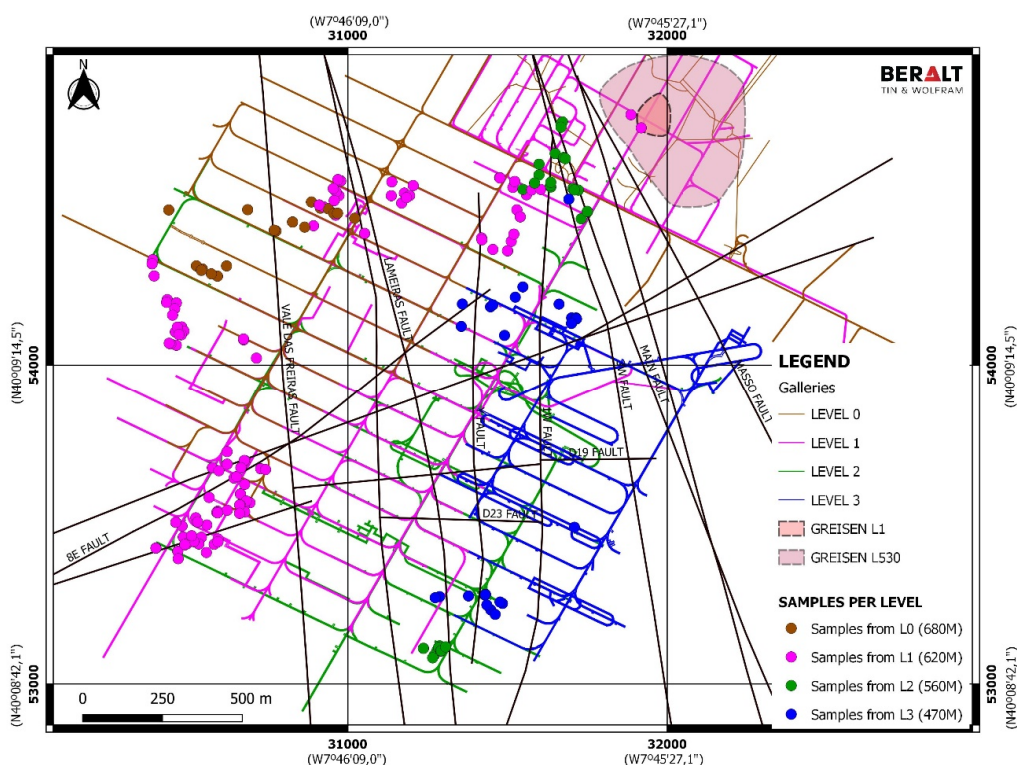 (W7º46'09,0")
(W7º45'27,1")
31000
32000
N
BERALT
TIN & WOLFRAM
(N40º09'14,5")
54000
54000
(N40º09'14,5")
LAMEIRAS FAULT
VALE DAS FREIRAS FAULT
MAIN FAULT
FAULT
FAULT
FAULT
D19 FAULT
D23 FAULT
8E FAULT
LEGEND
Galleries
LEVEL 0
LEVEL 1
LEVEL 2
LEVEL 3
GREISEN L1
GREISEN L530
SAMPLES PER LEVEL
Samples from L0 (680M)
Samples from L1 (620M)
Samples from L2 (560M)
Samples from L3 (470M)
(N40º08'42,1")
53000
53000
(N40º08'42,1")
0
250
500 m
31000
32000
(W7º46'09,0")
(W7º45'27,1")